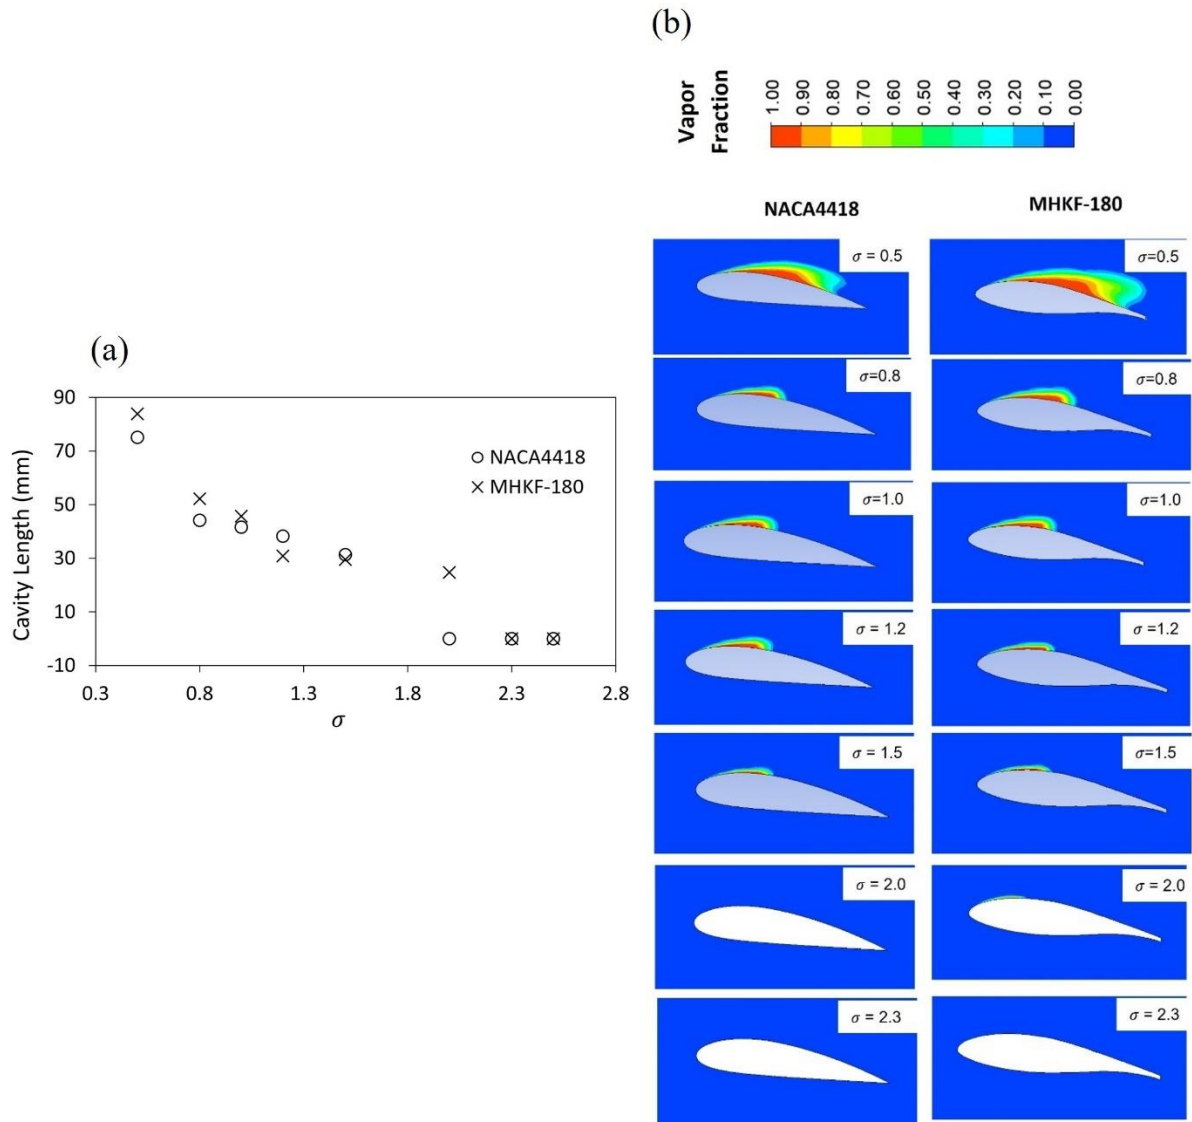 (a)
90
70
50
30
10
-10
0.3 0.8 1.3 1.8 2.3 2.8
Cavity Length (mm)
σ
NACA4418
MHKF-180
(b)
Vapor
Fraction
1.00
0.90
0.80
0.70
0.60
0.50
0.40
0.30
0.20
0.10
0.00
NACA4418 MHKF-180
σ = 0.5 σ=0.5
σ=0.8 σ=0.8
σ=1.0 σ=1.0
σ = 1.2 σ=1.2
σ = 1.5 σ=1.5
σ = 2.0 σ = 2.0
σ = 2.3 σ = 2.3